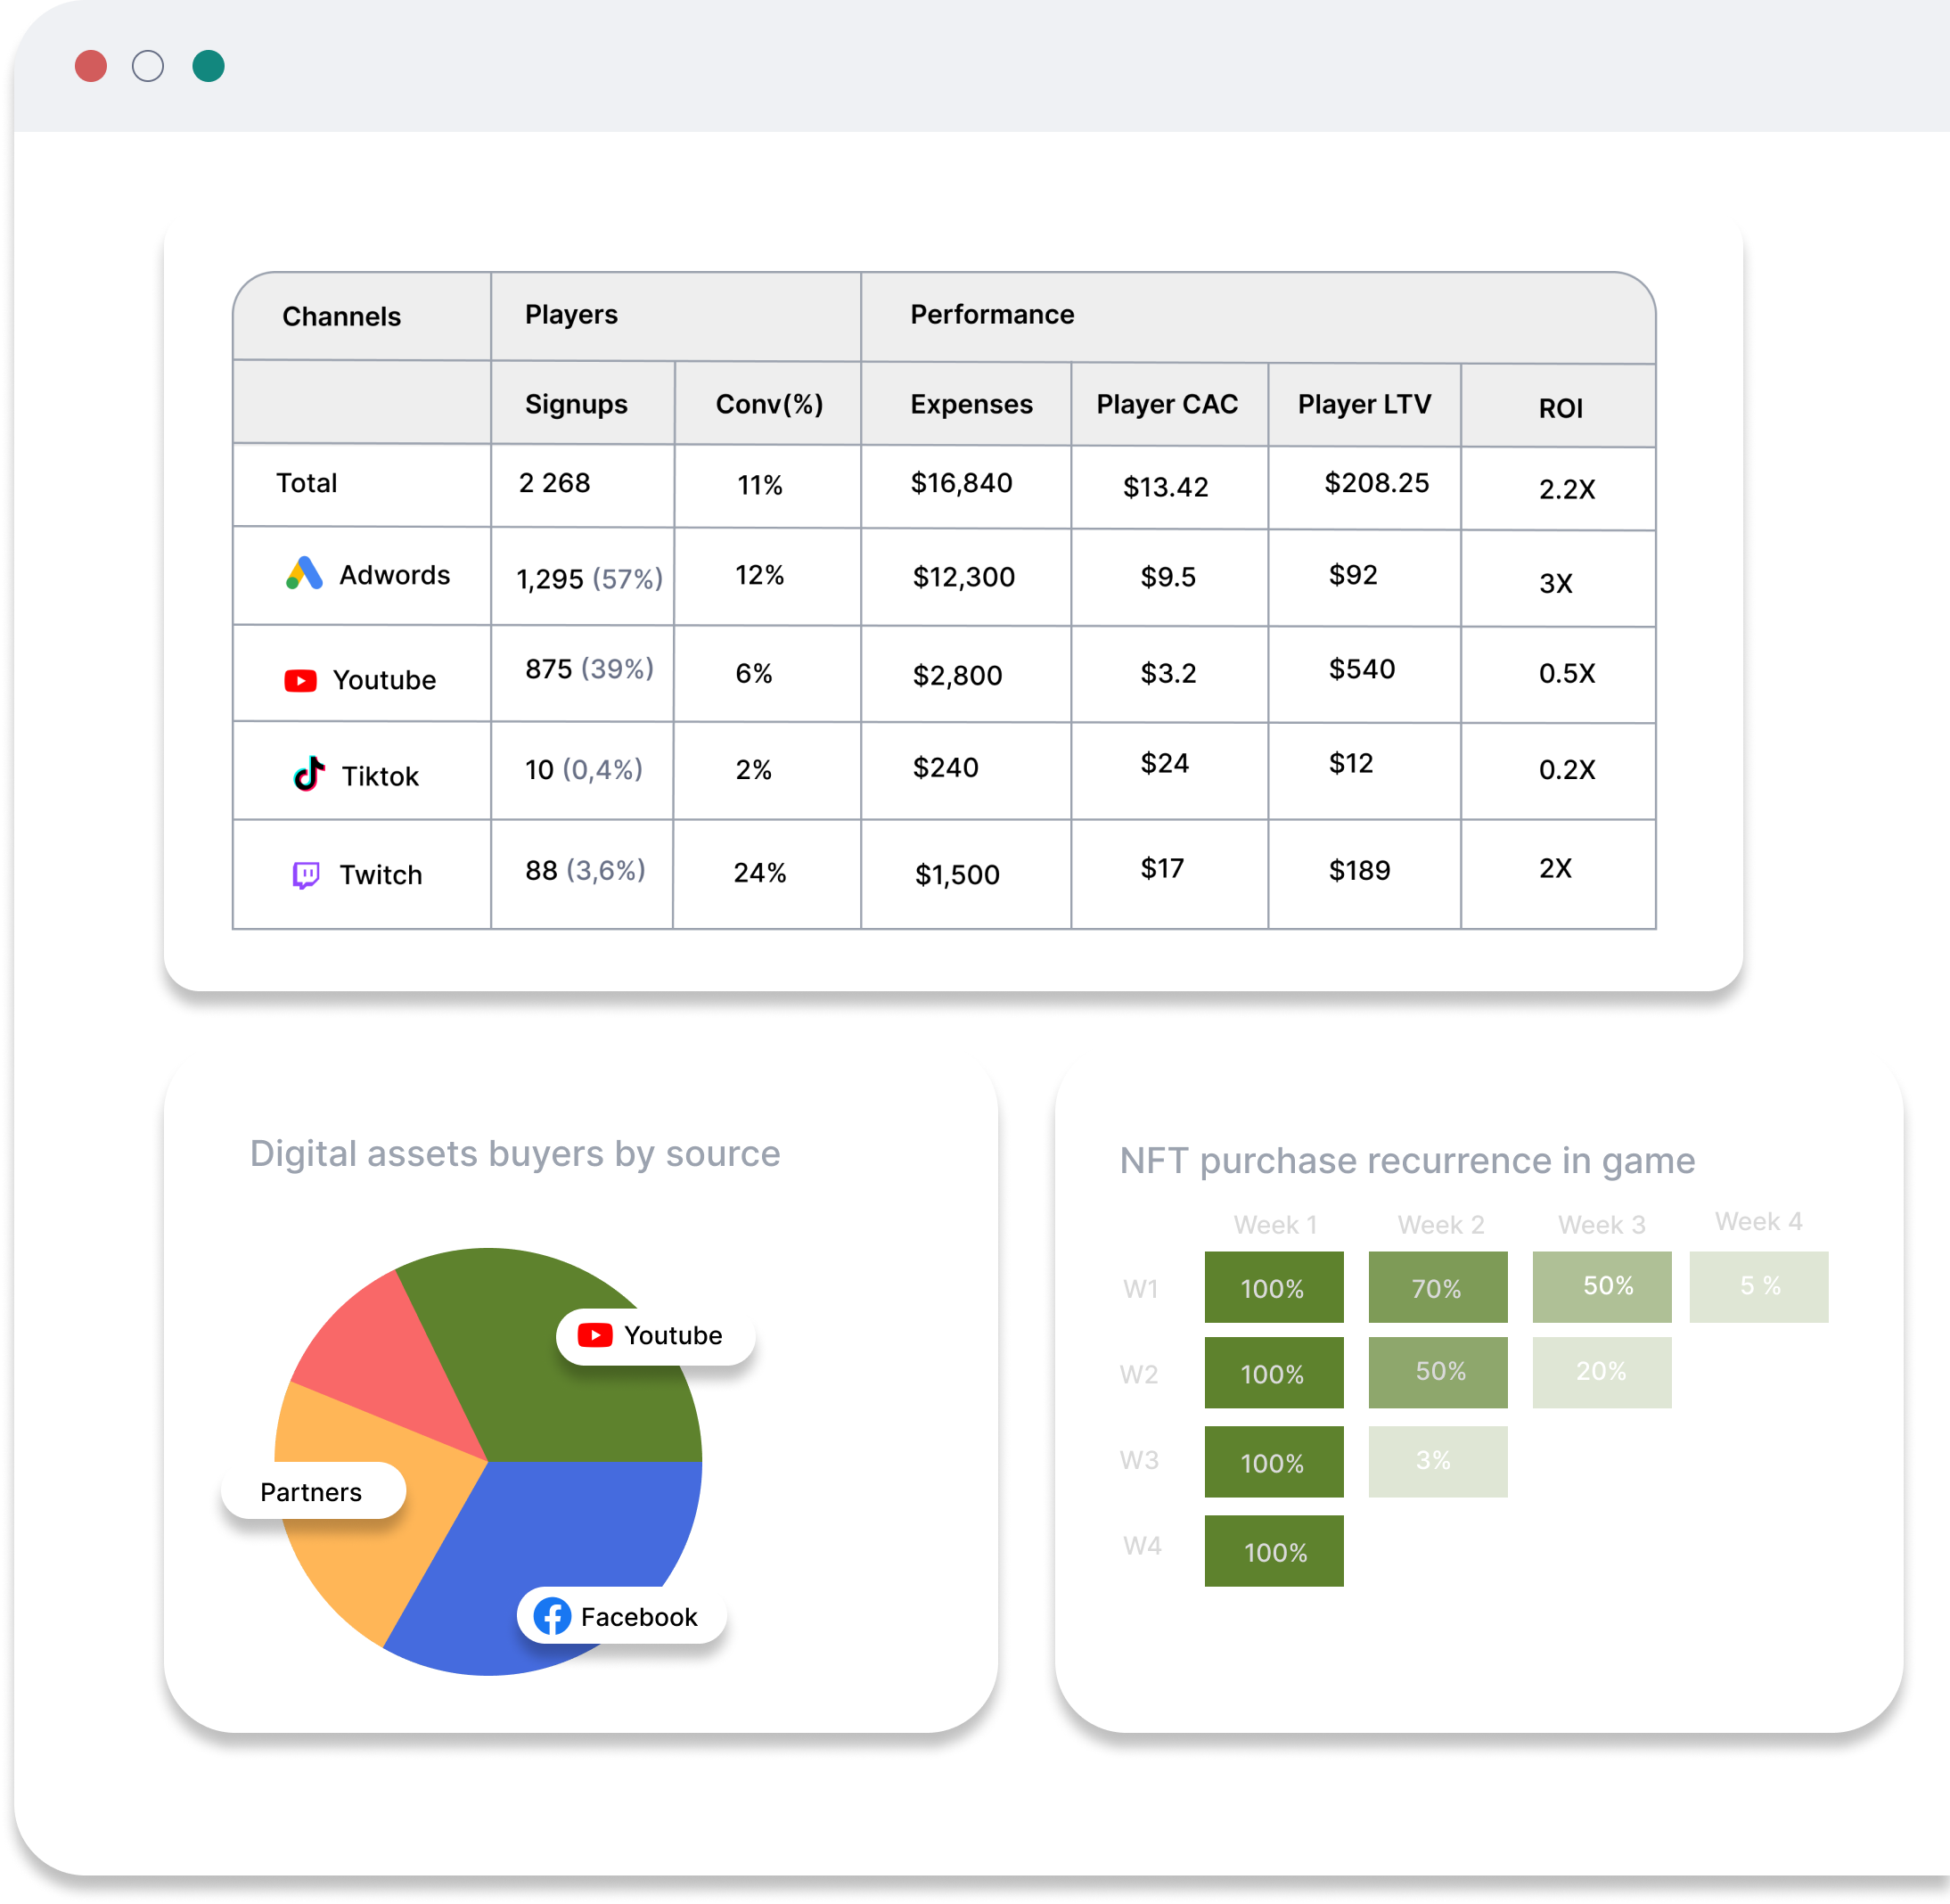 Channels Players Performance
Signups Conv(%) Expenses Player CAC Player LTV ROI
Total 2 268 11% $16,840 $13.42 $208.25 2.2X
Adwords 1,295 (57%) 12% $12,300 $9.5 $92 3X
Youtube 875 (39%) 6% $2,800 $3.2 $540 0.5X
Tiktok 10 (0,4%) 2% $240 $24 $12 0.2X
Twitch 88 (3,6%) 24% $1,500 $17 $189 2X
Digital assets buyers by source
Youtube
Partners
Facebook
NFT purchase recurrence in game
Week 1 Week 2 Week 3 Week 4
W1 100% 70% 50% 5 %
W2 100% 50% 20%
W3 100% 3%
W4 100%